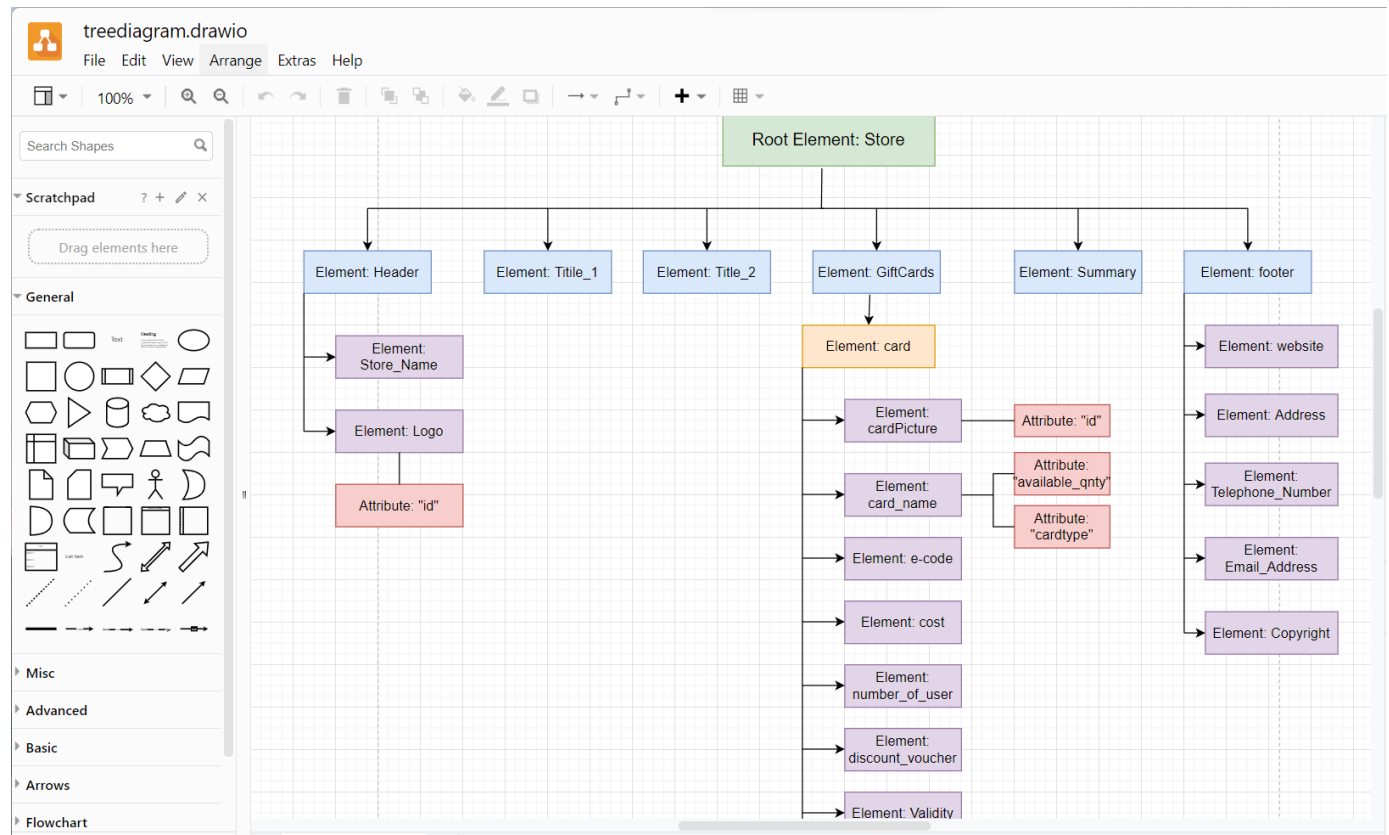 treediagram.drawio
File Edit View Arrange Extras Help
100%
Search Shapes
Scratchpad
?
Drag elements here
General
Text
Heading
List Item
Misc
Advanced
Basic
Arrows
Flowchart
Root Element: Store
Element: Header
Element: Titile_1
Element: Title_2
Element: GiftCards
Element: Summary
Element: footer
Element:
Store_Name
Element: Logo
Attribute: "id"
Element: card
Element:
cardPicture
Attribute: "id"
Element:
card_name
Attribute:
"available_qnty"
Attribute:
"cardtype"
Element: e-code
Element: cost
Element:
number_of_user
Element:
discount_voucher
Element: Validity
Element: website
Element: Address
Element:
Telephone_Number
Element:
Email_Address
Element: Copyright